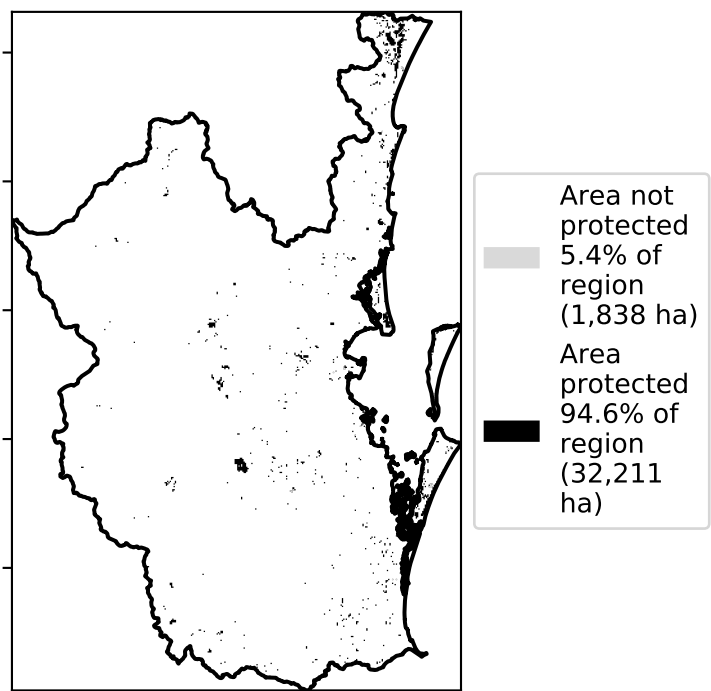 Area not
protected
5.4% of
region
(1,838 ha)
Area
protected
94.6% of
region
(32,211
ha)